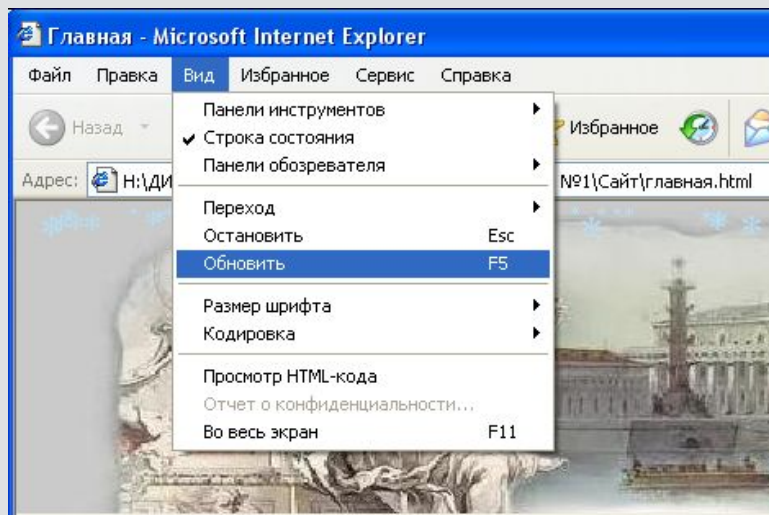 Главная - Microsoft Internet Explorer
Файл Правка Вид Избранное Сервис Справка
Назад Избранное
Панели инструментов
Строка состояния
Панели обозревателя
Адрес: H:\ДИ №1\Сайт\главная.html
Переход
Остановить Esc
Обновить F5
Размер шрифта
Кодировка
Просмотр HTML-кода
Отчет о конфиденциальности...
Во весь экран F11